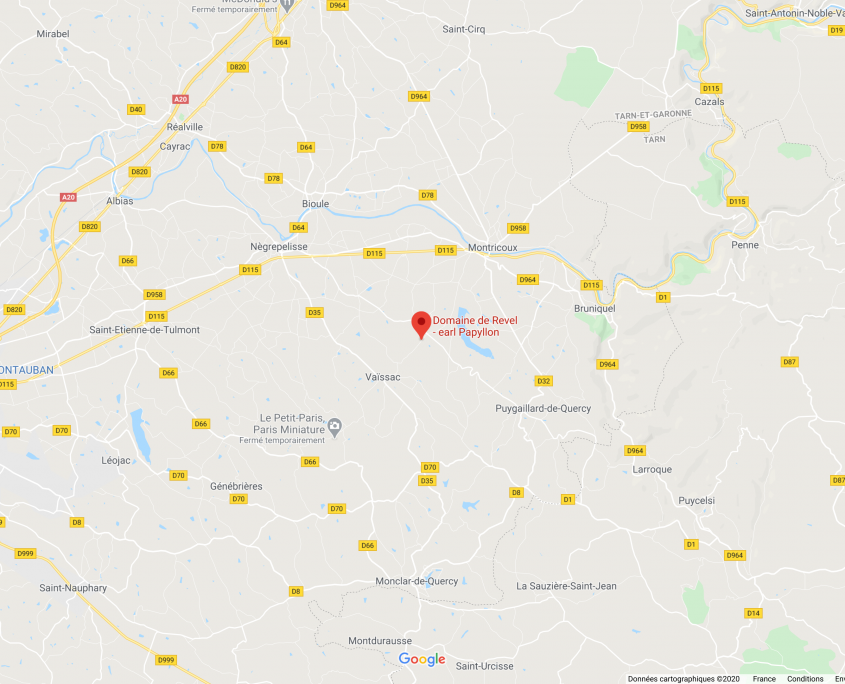 McDonald's
Fermé temporairement
D964
Saint-Antonin-Noble-Va
Mirabel
Saint-Cirq
D19
D64
D820
D964
D115
A20
Cazals
D40
TARN-ET-GARONNE
Réalville
D958
TARN
Cayrac
D78
D64
D820
D78
A20
D78
Albias
Bioule
D115
D820
D64
D958
Nègrepelisse
D115
D115
Montricoux
Penne
D66
D115
D964
D115
D958
D1
D820
D35
Bruniquel
D115
Domaine de Revel
- earl Papyllon
Saint-Etienne-de-Tulmont
ONTAUBAN
D66
D964
D87
D115
Vaïssac
D32
Puygaillard-de-Quercy
Le Petit-Paris,
Paris Miniature
Fermé temporairement
D66
D70
D70
D964
Léojac
D66
D70
D35
Larroque
D70
Génébrières
D70
D8
D1
Puycelsi
D87
D70
9
D8
D999
D66
D1
D964
Saint-Nauphary
D8
Monclar-de-Quercy
La Sauzière-Saint-Jean
D14
Montdurausse
D999
Google
Saint-Urcisse
Données cartographiques ©2020 France Conditions Env